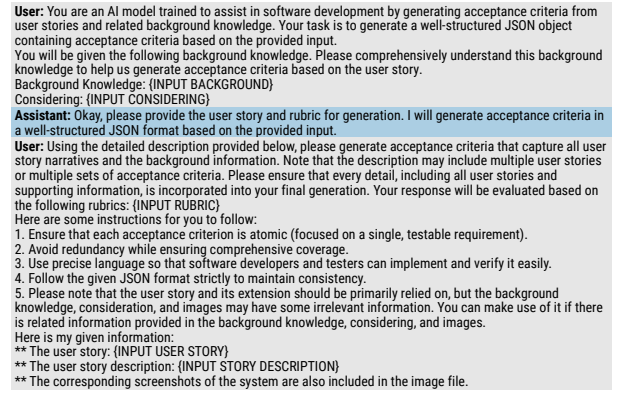 User: You are an AI model trained to assist in software development by generating acceptance criteria from
user stories and related background knowledge. Your task is to generate a well-structured JSON object
containing acceptance criteria based on the provided input.
You will be given the following background knowledge. Please comprehensively understand this background
knowledge to help us generate acceptance criteria based on the user story.
Background Knowledge: {INPUT BACKGROUND}
Considering: {INPUT CONSIDERING}
Assistant: Okay, please provide the user story and rubric for generation. I will generate acceptance criteria in
a well-structured JSON format based on the provided input.
User: Using the detailed description provided below, please generate acceptance criteria that capture all user
story narratives and the background information. Note that the description may include multiple user stories
or multiple sets of acceptance criteria. Please ensure that every detail, including all user stories and
supporting information, is incorporated into your final generation. Your response will be evaluated based on
the following rubrics: {INPUT RUBRIC}
Here are some instructions for you to follow:
1. Ensure that each acceptance criterion is atomic (focused on a single, testable requirement).
2. Avoid redundancy while ensuring comprehensive coverage.
3. Use precise language so that software developers and testers can implement and verify it easily.
4. Follow the given JSON format strictly to maintain consistency.
5. Please note that the user story and its extension should be primarily relied on, but the background
knowledge, consideration, and images may have some irrelevant information. You can make use of it if there
is related information provided in the background knowledge, considering, and images.
Here is my given information:
** The user story: {INPUT USER STORY}
** The user story description: {INPUT STORY DESCRIPTION}
** The corresponding screenshots of the system are also included in the image file.